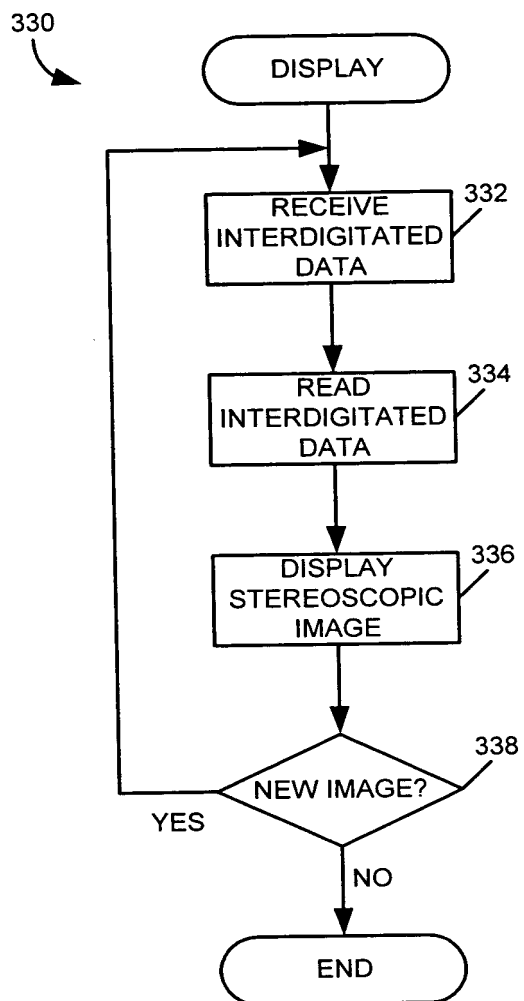 330
DISPLAY
332
RECEIVE
INTERDIGITATED
DATA
334
READ
INTERDIGITATED
DATA
336
DISPLAY
STEREOSCOPIC
IMAGE
338
NEW IMAGE?
YES
NO
END